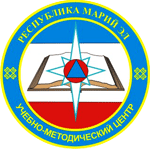 РЕСПУБЛИКА МАРИЙ ЭЛ
УЧЕБНО-МЕТОДИЧЕСКИЙ ЦЕНТР